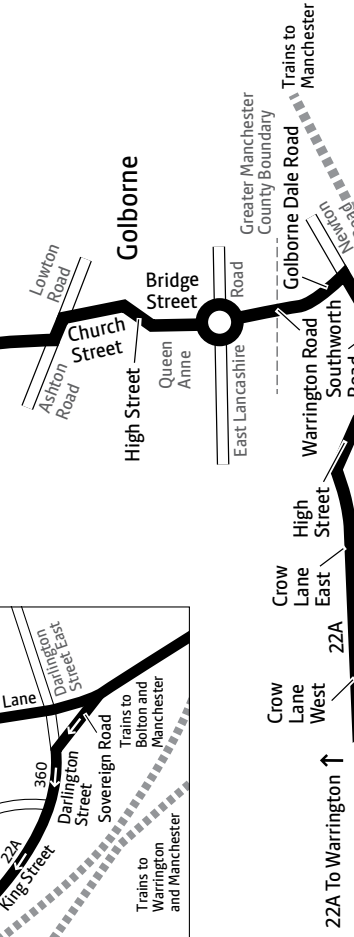 Trains to
Manchester
Greater Manchester
County Boundary
Golborne Dale Road
Newton
Golborne
Lowton
Road
Bridge
Street
Road
Church
Street
Ashton
Road
High Street
Queen
Anne
East Lancashire
Warrington Road
Southworth
Road
High
Street
Crow
Lane
East
22A
Crow
Lane
West
22A To Warrington
Lane
Darlington
Street East
360
Darlington
Street
Sovereign Road
Trains to
Bolton and
Manchester
22A
King Street
Trains to
Warrington
and Manchester